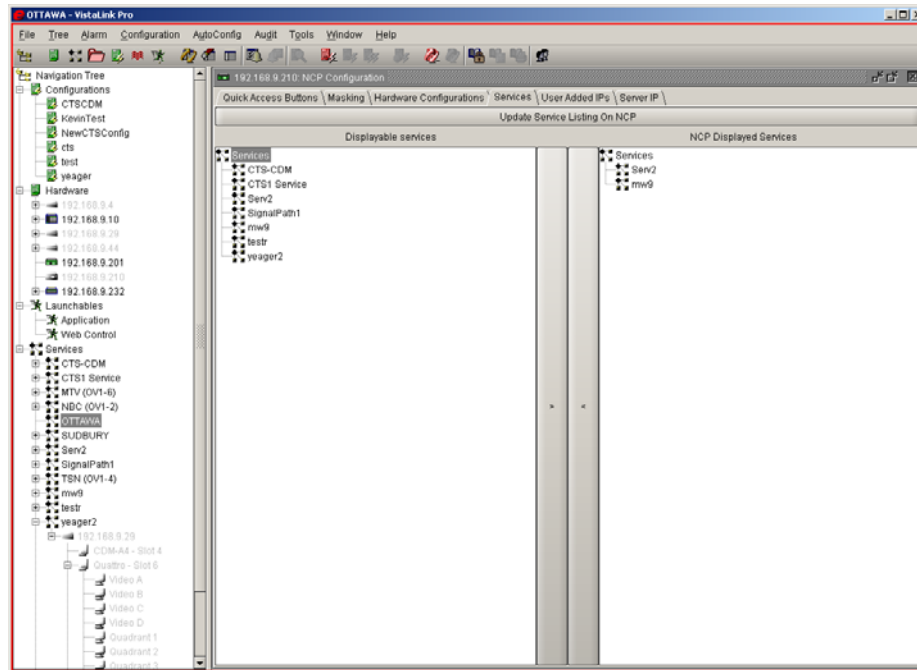 OTTAWA - VistaLink Pro
File Tree Alarm Configuration AutoConfig Audit Tools Window Help
Navigation Tree
Configurations
CTSCDM
KevinTest
NewCTSConfig
cts
test
yeager
Hardware
192.168.9.4
192.168.9.10
192.168.9.29
192.168.9.44
192.168.9.201
192.168.9.210
192.168.9.232
Launchables
Application
Web Control
Services
CTS-CDM
CTS1 Service
MTV (OV1-6)
NBC (OV1-2)
OTTAWA
SUDBURY
Serv2
SignalPath1
TSN (OV1-4)
mw9
testr
yeager2
192.168.9.29
CDM-A4 - Slot 4
Quattro - Slot 6
Video A
Video B
Video C
Video D
Quadrant 1
Quadrant 2
Quadrant 3
192.168.9.210: NCP Configuration
Quick Access Buttons Masking Hardware Configurations Services User Added IPs Server IP
Update Service Listing On NCP
Displayable services
Services
CTS-CDM
CTS1 Service
Serv2
SignalPath1
mw9
testr
yeager2
> <
NCP Displayed Services
Services
Serv2
mw9